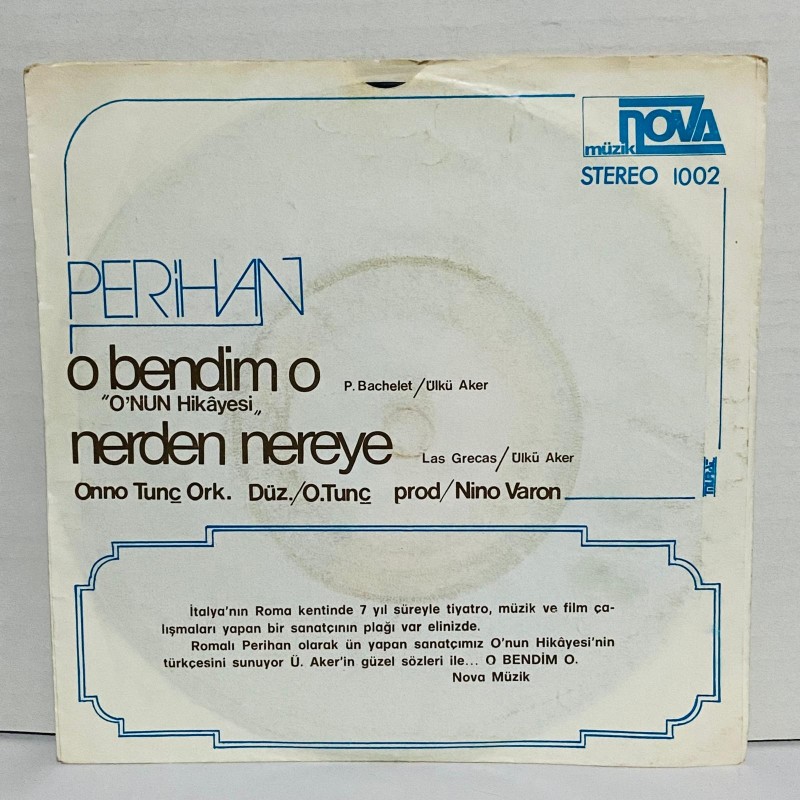 müzik NOVA
STEREO 1002
PERİHAN
o bendim o P. Bachelet/Ülkü Aker
"O'NUN Hikâyesi„
nerden nereye Las Grecas/Ülkü Aker
Onno Tunç Ork. Düz./O.Tunç prod/Nino Varon
İtalya'nın Roma kentinde 7 yıl süreyle tiyatro, müzik ve film ça-
lışmaları yapan bir sanatçının plağı var elinizde.
Romalı Perihan olarak ün yapan sanatçımız O'nun Hikâyesi'nin
türkçesini sunuyor Ü. Aker'in güzel sözleri ile... O BENDİM O.
Nova Müzik